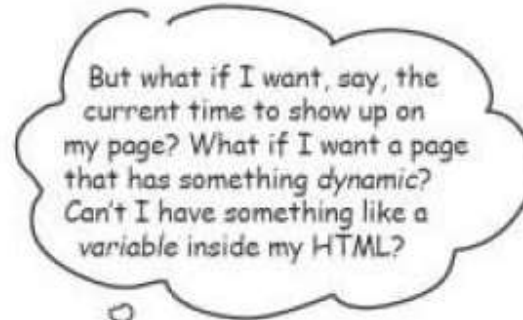 But what if I want, say, the
current time to show up on
my page? What if I want a page
that has something dynamic?
Can't I have something like a
variable inside my HTML?